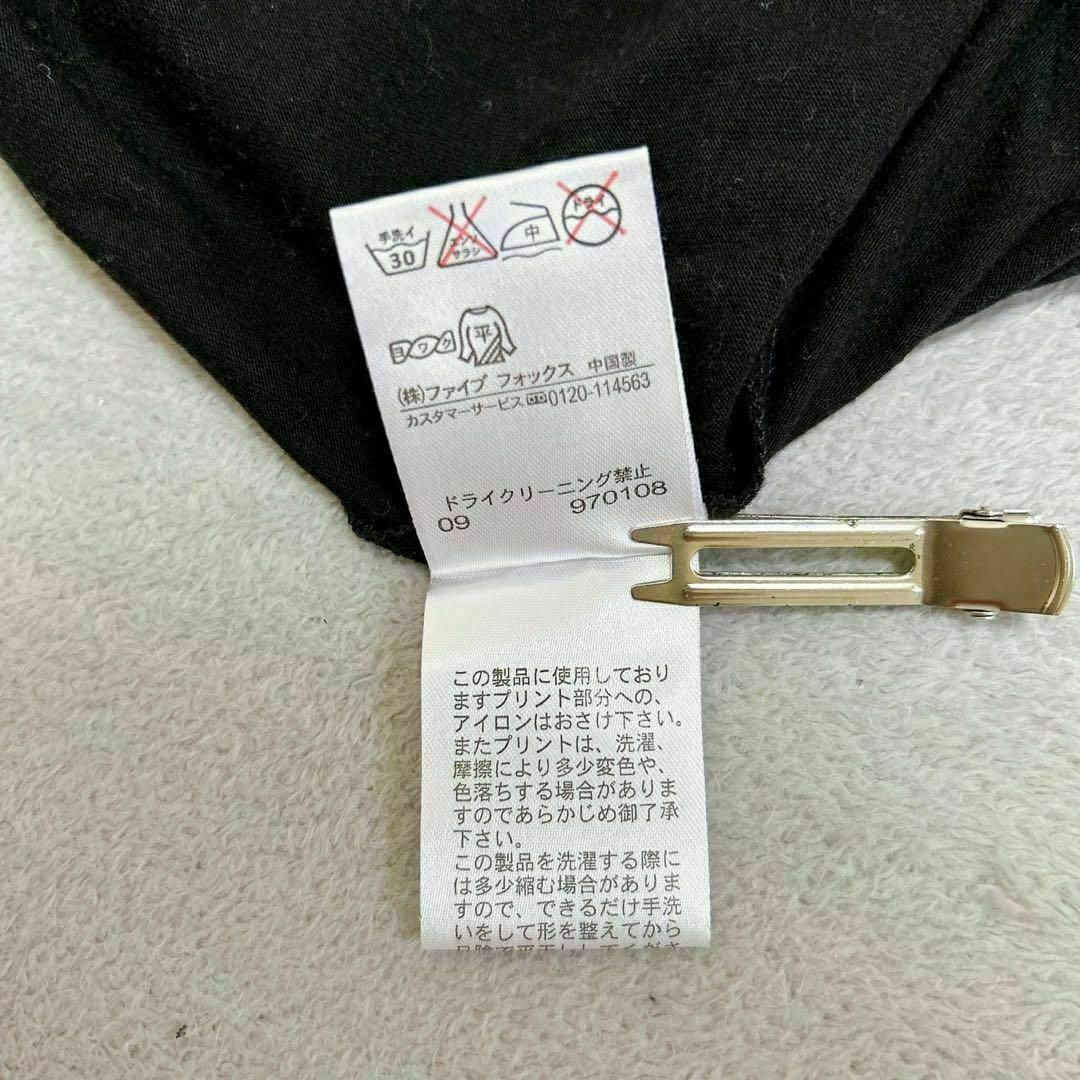 手洗イ
30
エンソ
サラシ
中
ドライ
ヨワク
平
(株)ファイブ フォックス 中国製
カスタマーサービス 0120-114563
ドライクリーニング禁止
09 970108
この製品に使用しており
ますプリント部分への、
アイロンはおさけ下さい。
またプリントは、洗濯、
摩擦により多少変色や、
色落ちする場合がありま
すのであらかじめ御了承
下さい。
この製品を洗濯する際に
は多少縮む場合がありま
すので、できるだけ手洗
いをして形を整えてから